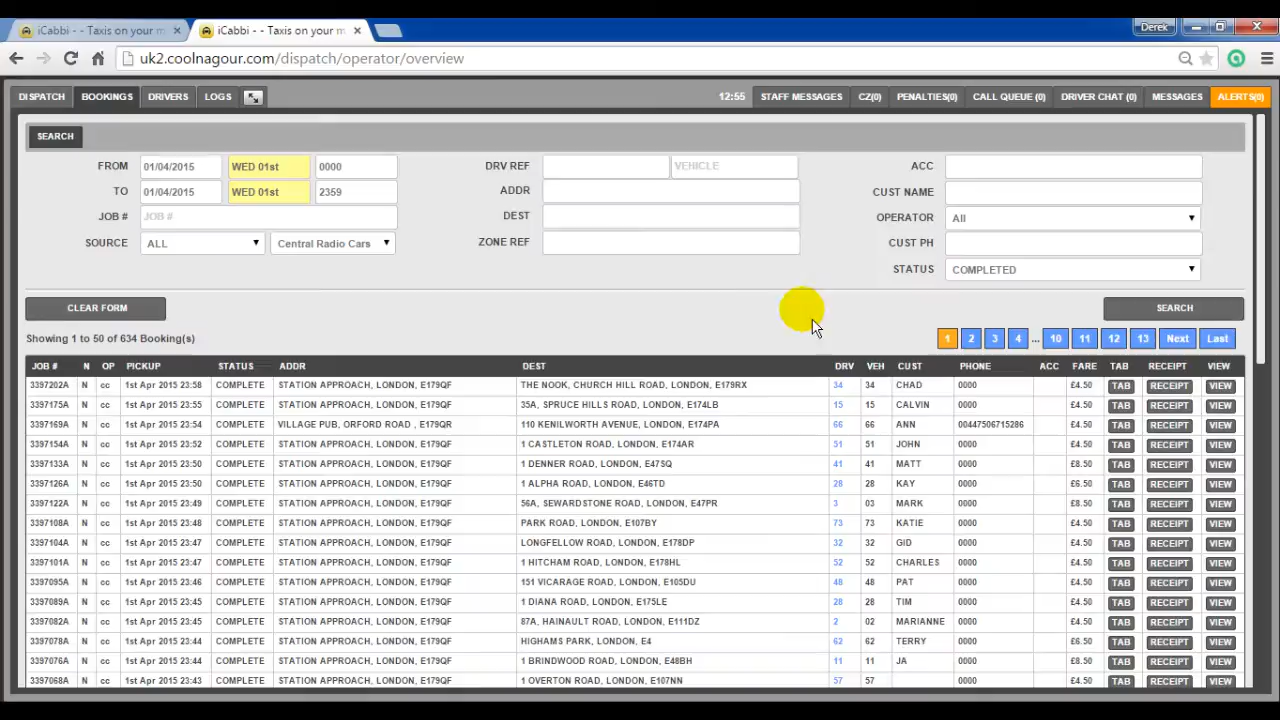 iCabbi - - Taxis on your m × iCabbi - - Taxis on your m × Derek
uk2.coolnagour.com/dispatch/operator/overview
DISPATCH BOOKINGS DRIVERS LOGS 12:55 STAFF MESSAGES CZ(0) PENALTIES(0) CALL QUEUE (0) DRIVER CHAT (0) MESSAGES ALERTS(0)
SEARCH
FROM 01/04/2015 WED 01st 0000 DRV REF VEHICLE ACC
TO 01/04/2015 WED 01st 2359 ADDR CUST NAME
JOB # JOB # DEST OPERATOR All
SOURCE ALL Central Radio Cars ZONE REF CUST PH
STATUS COMPLETED
CLEAR FORM SEARCH
Showing 1 to 50 of 634 Booking(s) 1 2 3 4 ... 10 11 12 13 Next Last
JOB # N OP PICKUP STATUS ADDR DEST DRV VEH CUST PHONE ACC FARE TAB RECEIPT VIEW
3397202A N cc 1st Apr 2015 23:58 COMPLETE STATION APPROACH, LONDON, E179QF THE NOOK, CHURCH HILL ROAD, LONDON, E179RX 34 34 CHAD 0000 £4.50 TAB RECEIPT VIEW
3397175A N cc 1st Apr 2015 23:55 COMPLETE STATION APPROACH, LONDON, E179QF 35A, SPRUCE HILLS ROAD, LONDON, E174LB 15 15 CALVIN 0000 £4.50 TAB RECEIPT VIEW
3397169A N cc 1st Apr 2015 23:54 COMPLETE VILLAGE PUB, ORFORD ROAD , E179QR 110 KENILWORTH AVENUE, LONDON, E174PA 66 66 ANN 00447506715286 £4.50 TAB RECEIPT VIEW
3397154A N cc 1st Apr 2015 23:52 COMPLETE STATION APPROACH, LONDON, E179QF 1 CASTLETON ROAD, LONDON, E174AR 51 51 JOHN 0000 £4.50 TAB RECEIPT VIEW
3397133A N cc 1st Apr 2015 23:50 COMPLETE STATION APPROACH, LONDON, E179QF 1 DENNER ROAD, LONDON, E47SQ 41 41 MATT 0000 £8.50 TAB RECEIPT VIEW
3397126A N cc 1st Apr 2015 23:50 COMPLETE STATION APPROACH, LONDON, E179QF 1 ALPHA ROAD, LONDON, E46TD 28 28 KAY 0000 £6.50 TAB RECEIPT VIEW
3397122A N cc 1st Apr 2015 23:49 COMPLETE STATION APPROACH, LONDON, E179QF 56A, SEWARDSTONE ROAD, LONDON, E47PR 3 03 MARK 0000 £8.50 TAB RECEIPT VIEW
3397108A N cc 1st Apr 2015 23:48 COMPLETE STATION APPROACH, LONDON, E179QF PARK ROAD, LONDON, E107BY 73 73 KATIE 0000 £4.50 TAB RECEIPT VIEW
3397104A N cc 1st Apr 2015 23:47 COMPLETE STATION APPROACH, LONDON, E179QF LONGFELLOW ROAD, LONDON, E178DP 32 32 GID 0000 £4.50 TAB RECEIPT VIEW
3397101A N cc 1st Apr 2015 23:47 COMPLETE STATION APPROACH, LONDON, E179QF 1 HITCHAM ROAD, LONDON, E178HL 52 52 CHARLES 0000 £4.50 TAB RECEIPT VIEW
3397095A N cc 1st Apr 2015 23:46 COMPLETE STATION APPROACH, LONDON, E179QF 151 VICARAGE ROAD, LONDON, E105DU 48 48 PAT 0000 £4.50 TAB RECEIPT VIEW
3397089A N cc 1st Apr 2015 23:45 COMPLETE STATION APPROACH, LONDON, E179QF 1 DIANA ROAD, LONDON, E175LE 28 28 TIM 0000 £4.50 TAB RECEIPT VIEW
3397082A N cc 1st Apr 2015 23:45 COMPLETE STATION APPROACH, LONDON, E179QF 87A, HAINAULT ROAD, LONDON, E111DZ 2 02 MARIANNE 0000 £4.50 TAB RECEIPT VIEW
3397078A N cc 1st Apr 2015 23:44 COMPLETE STATION APPROACH, LONDON, E179QF HIGHAMS PARK, LONDON, E4 62 62 TERRY 0000 £6.50 TAB RECEIPT VIEW
3397076A N cc 1st Apr 2015 23:44 COMPLETE STATION APPROACH, LONDON, E179QF 1 BRINDWOOD ROAD, LONDON, E48BH 11 11 JA 0000 £8.50 TAB RECEIPT VIEW
3397068A N cc 1st Apr 2015 23:43 COMPLETE STATION APPROACH, LONDON, E179QF 1 OVERTON ROAD, LONDON, E107NN 57 57 0000 £4.50 TAB RECEIPT VIEW